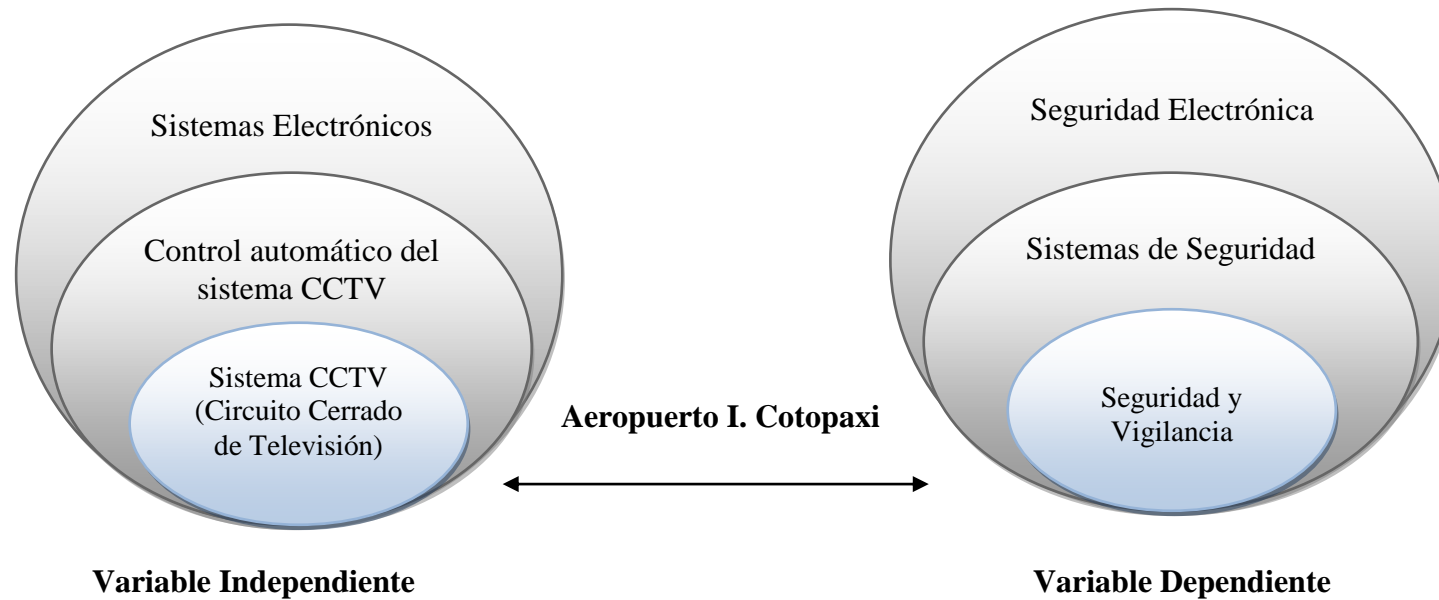 Sistemas Electrónicos
Control automático del
sistema CCTV
Sistema CCTV
(Circuito Cerrado
de Televisión)
Aeropuerto I. Cotopaxi
Seguridad Electrónica
Sistemas de Seguridad
Seguridad y
Vigilancia
Variable Independiente
Variable Dependiente